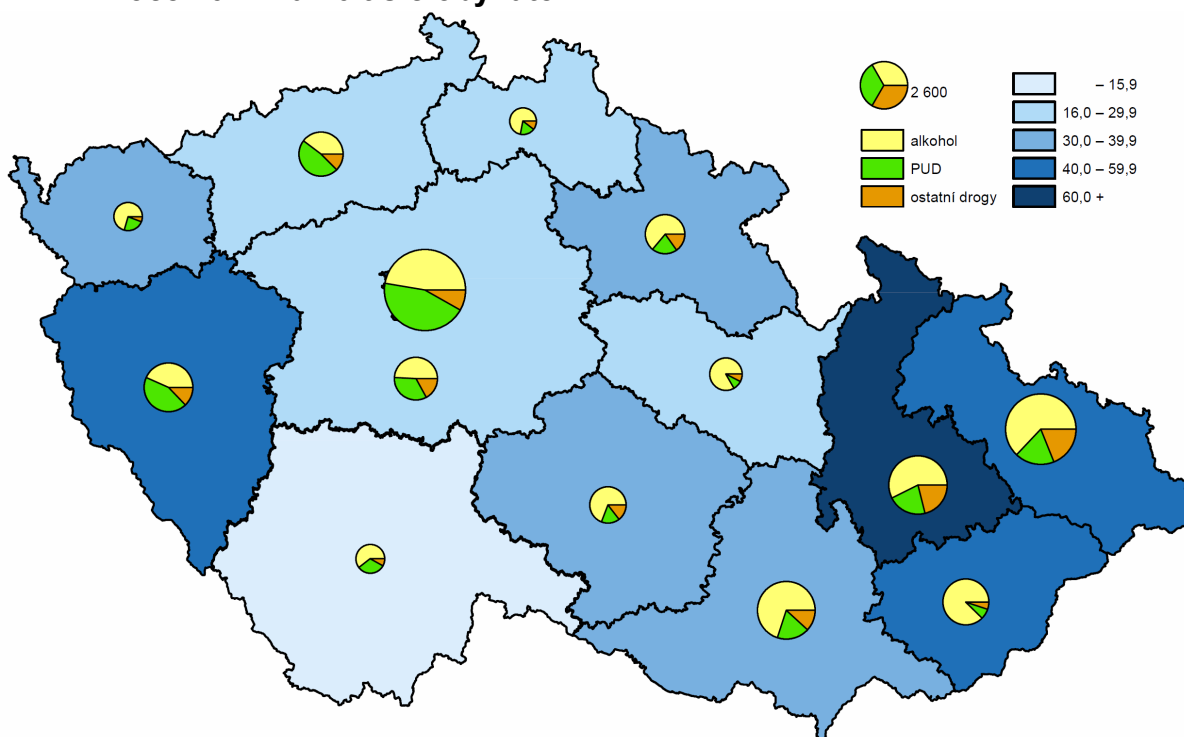 2 600
alkohol
PUD
ostatní drogy
– 15,9
16,0 – 29,9
30,0 – 39,9
40,0 – 59,9
60,0 +